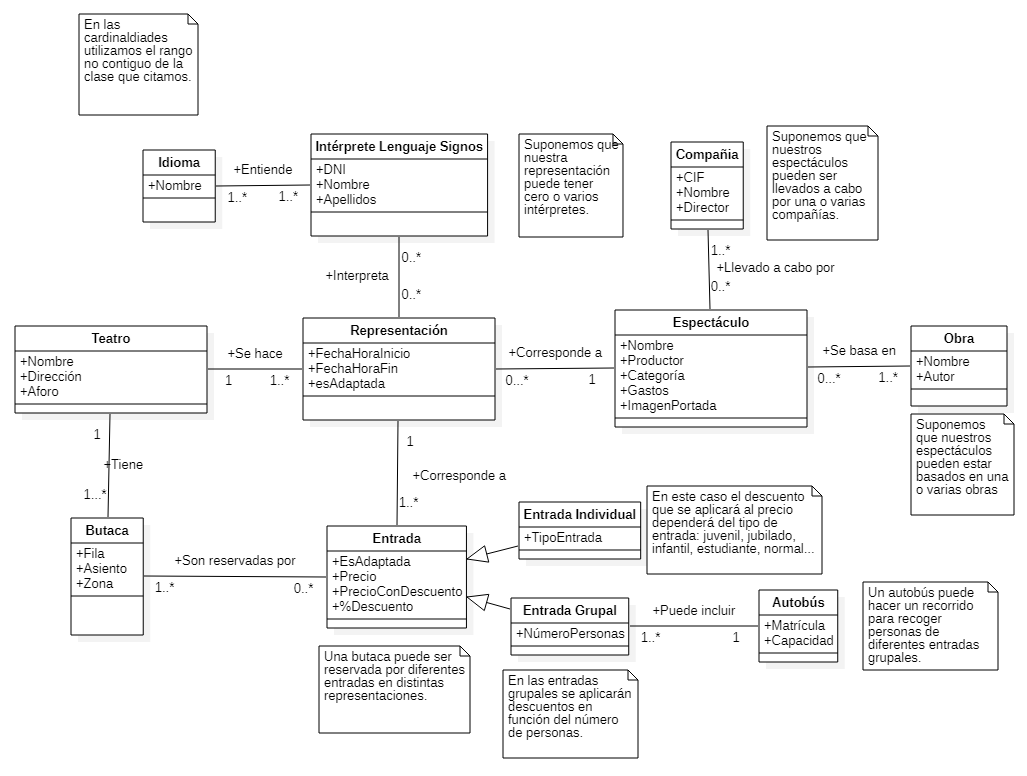 En las
cardinaldiades
utilizamos el rango
no contiguo de la
clase que citamos.
Idioma
+Nombre
+Entiende
1..*
1..*
Intérprete Lenguaje Signos
+DNI
+Nombre
+Apellidos
Suponemos que
nuestra
representación
puede tener
cero o varios
intérpretes.
Compañia
+CIF
+Nombre
+Director
Suponemos que
nuestros
espectáculos
pueden ser
llevados a cabo
por una o varias
compañías.
0..*
+Interpreta
0..*
1..*
+Llevado a cabo por
0..*
Teatro
+Nombre
+Dirección
+Aforo
+Se hace
1
1..*
Representación
+FechaHoraInicio
+FechaHoraFin
+esAdaptada
+Corresponde a
0...*
1
Espectáculo
+Nombre
+Productor
+Categoría
+Gastos
+ImagenPortada
+Se basa en
0...*
1..*
Obra
+Nombre
+Autor
Suponemos
que nuestros
espectáculos
pueden estar
basados en una
o varias obras
1
+Tiene
1...*
1
+Corresponde a
1..*
Butaca
+Fila
+Asiento
+Zona
+Son reservadas por
1..*
0..*
Entrada
+EsAdaptada
+Precio
+PrecioConDescuento
+%Descuento
Entrada Individual
+TipoEntrada
En este caso el descuento
que se aplicará al precio
dependerá del tipo de
entrada: juvenil, jubilado,
infantil, estudiante, normal...
Entrada Grupal
+NúmeroPersonas
+Puede incluir
1..*
1
Autobús
+Matrícula
+Capacidad
Un autobús puede
hacer un recorrido
para recoger
personas de
diferentes entradas
grupales.
Una butaca puede ser
reservada por diferentes
entradas en distintas
representaciones.
En las entradas
grupales se aplicarán
descuentos en
función del número
de personas.